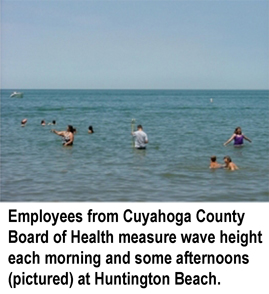 Employees from Cuyahoga County
Board of Health measure wave height
each morning and some afternoons
(pictured) at Huntington Beach.